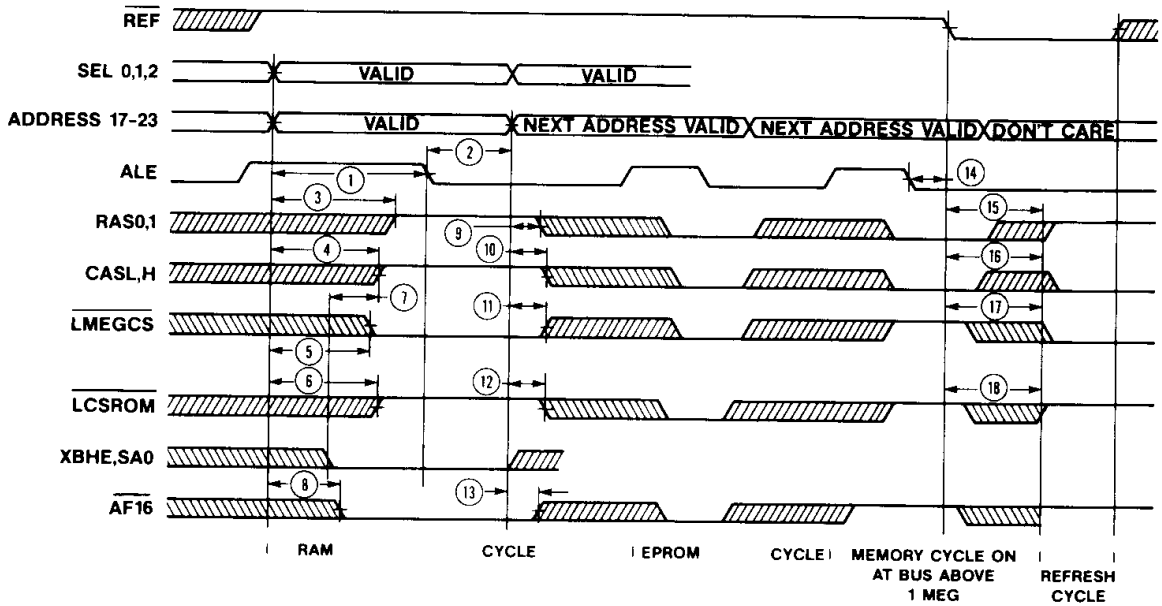 REF
SEL 0,1,2 VALID VALID
ADDRESS 17-23 VALID NEXT ADDRESS VALID NEXT ADDRESS VALID DON'T CARE
2
ALE 1 14
3 15
RAS0,1 9
4 10 16
CASL,H
7 11 17
LMEGCS
5
6 12 18
LCSROM
XBHE,SA0
8 13
AF16
RAM CYCLE EPROM CYCLE MEMORY CYCLE ON
AT BUS ABOVE
1 MEG
REFRESH
CYCLE